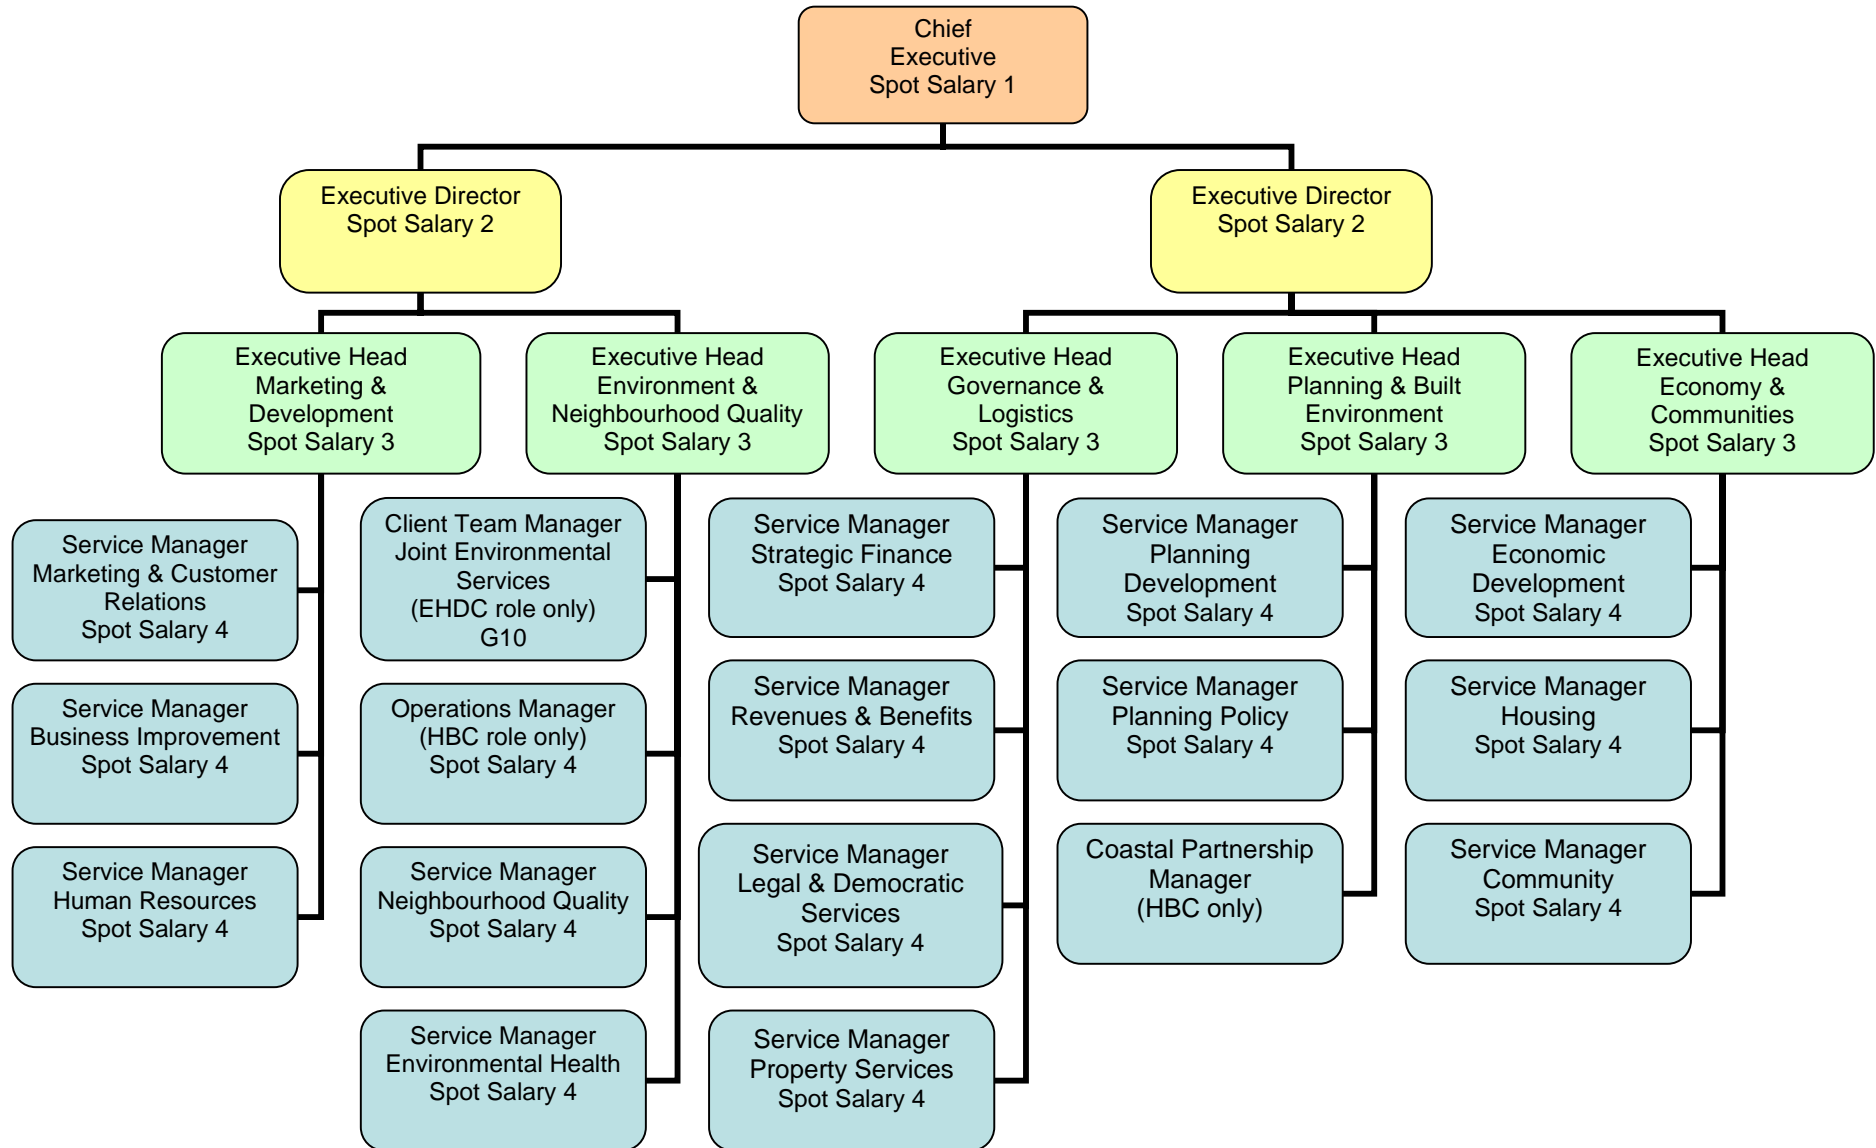 Chief
Executive
Spot Salary 1
Executive Director
Spot Salary 2
Executive Director
Spot Salary 2
Executive Head
Marketing &
Development
Spot Salary 3
Executive Head
Environment &
Neighbourhood Quality
Spot Salary 3
Executive Head
Governance &
Logistics
Spot Salary 3
Executive Head
Planning & Built
Environment
Spot Salary 3
Executive Head
Economy &
Communities
Spot Salary 3
Service Manager
Marketing & Customer
Relations
Spot Salary 4
Service Manager
Business Improvement
Spot Salary 4
Service Manager
Human Resources
Spot Salary 4
Client Team Manager
Joint Environmental
Services
(EHDC role only)
G10
Operations Manager
(HBC role only)
Spot Salary 4
Service Manager
Neighbourhood Quality
Spot Salary 4
Service Manager
Environmental Health
Spot Salary 4
Service Manager
Strategic Finance
Spot Salary 4
Service Manager
Revenues & Benefits
Spot Salary 4
Service Manager
Legal & Democratic
Services
Spot Salary 4
Service Manager
Property Services
Spot Salary 4
Service Manager
Planning
Development
Spot Salary 4
Service Manager
Planning Policy
Spot Salary 4
Coastal Partnership
Manager
(HBC only)
Service Manager
Economic
Development
Spot Salary 4
Service Manager
Housing
Spot Salary 4
Service Manager
Community
Spot Salary 4